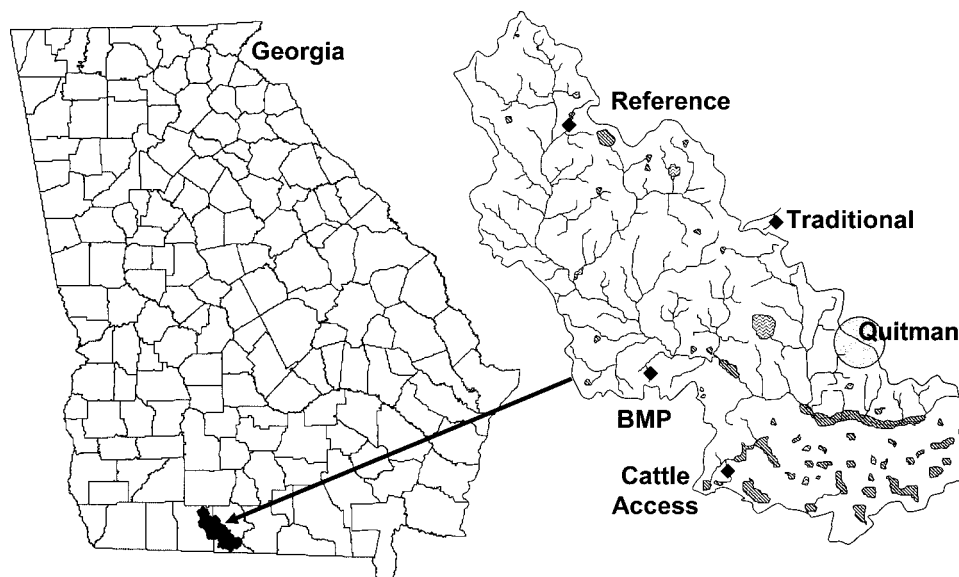 Georgia
Reference
Traditional
Quitman
BMP
Cattle
Access